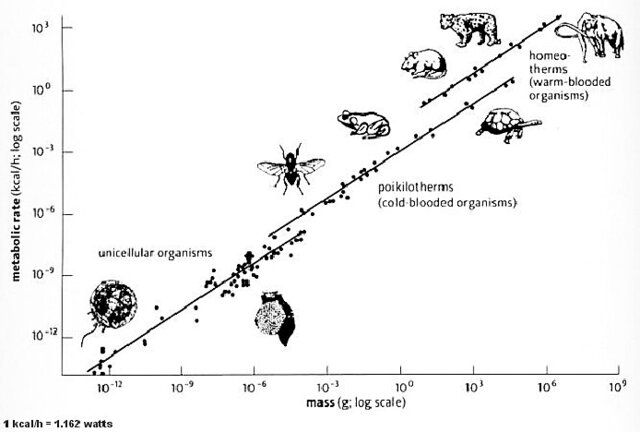 metabolic rate (kcal/h; log scale)
10³
10⁰
10⁻³
10⁻⁶
10⁻⁹
10⁻¹²
homeo-
therms
(warm-blooded
organisms)
poikilotherms
(cold-blooded organisms)
unicellular organisms
10⁻¹² 10⁻⁹ 10⁻⁶ 10⁻³ 10⁰ 10³ 10⁶ 10⁹
mass (g; log scale)
1 kcal/h = 1.162 watts